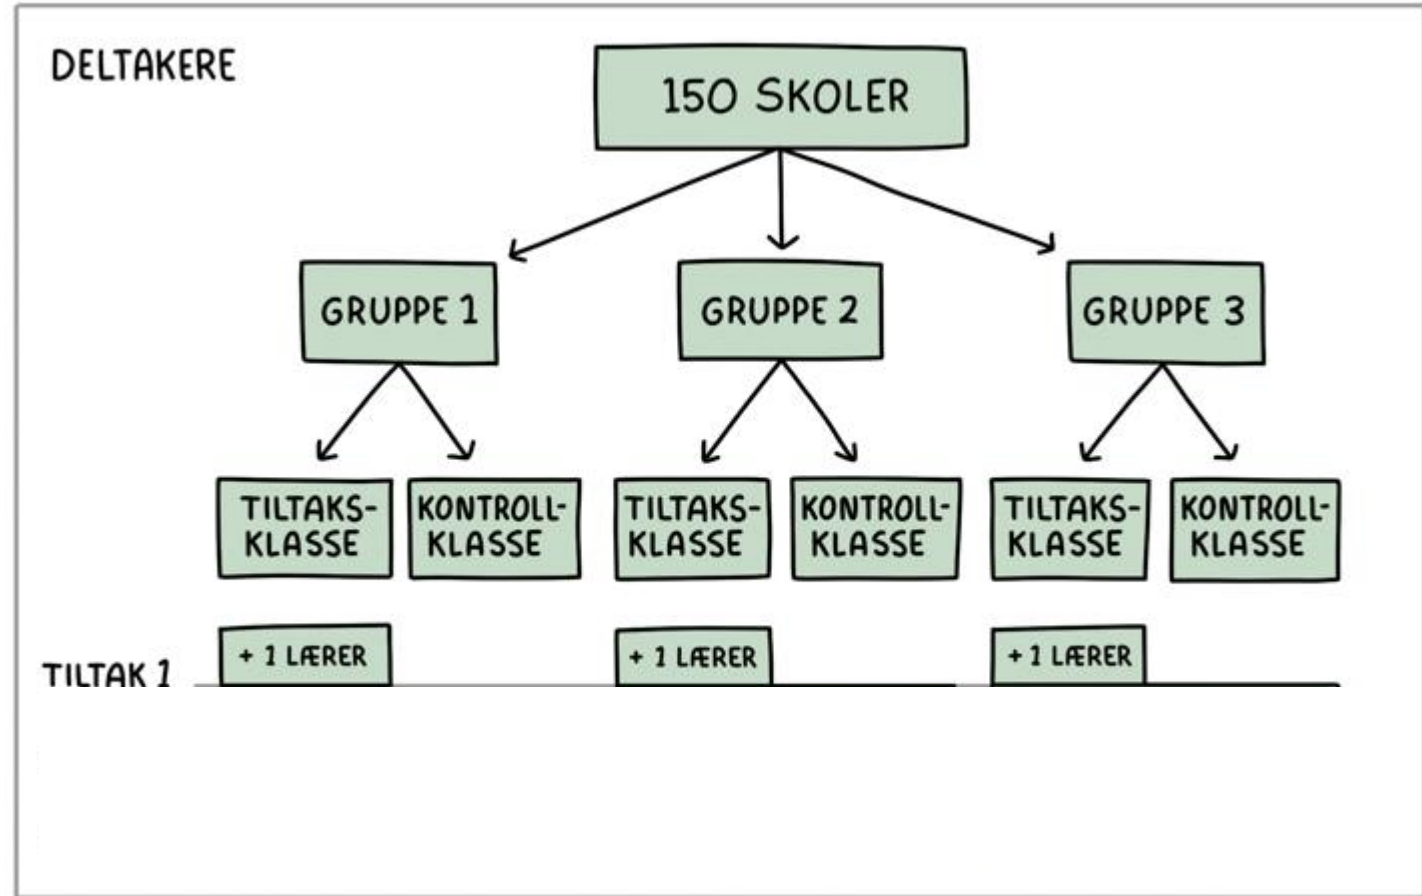 DELTAKERE
150 SKOLER
GRUPPE 1
GRUPPE 2
GRUPPE 3
TILTAKS-
KLASSE
KONTROLL-
KLASSE
TILTAKS-
KLASSE
KONTROLL-
KLASSE
TILTAKS-
KLASSE
KONTROLL-
KLASSE
TILTAK 1
+ 1 LÆRER
+ 1 LÆRER
+ 1 LÆRER